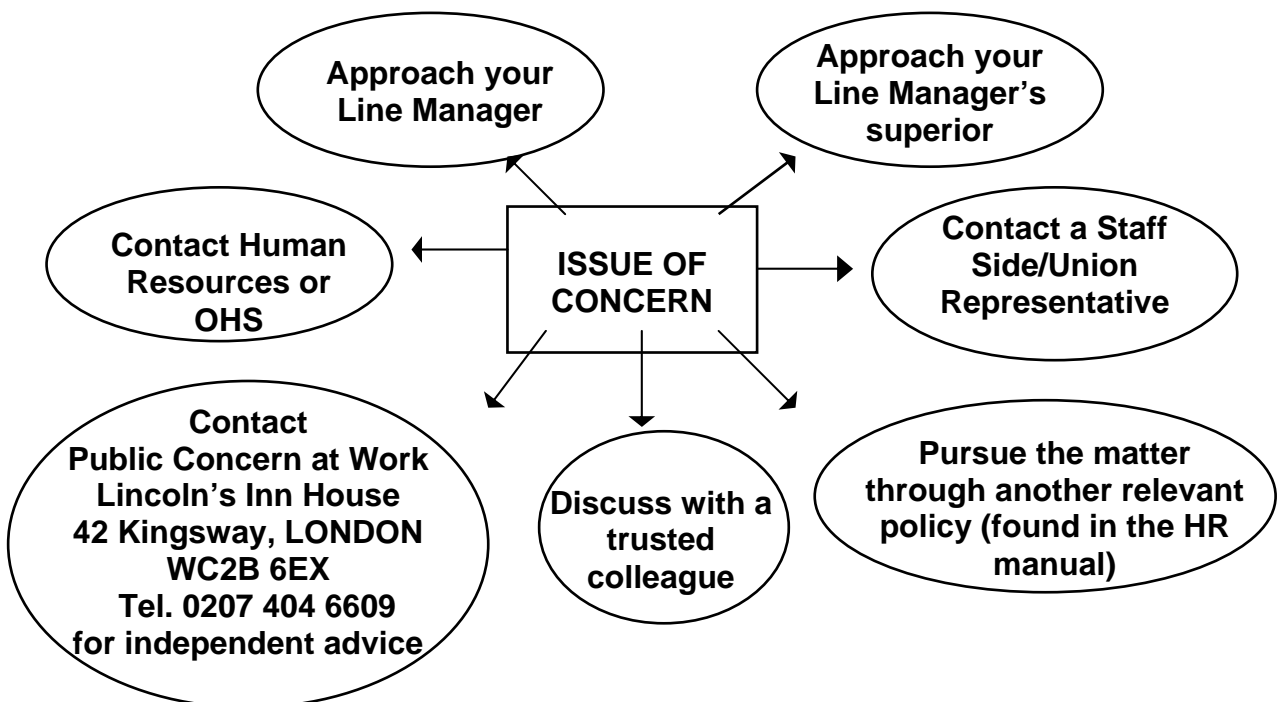 Approach your
Line Manager
Approach your
Line Manager’s
superior
Contact Human
Resources or
OHS
ISSUE OF
CONCERN
Contact a Staff
Side/Union
Representative
Contact
Public Concern at Work
Lincoln’s Inn House
42 Kingsway, LONDON
WC2B 6EX
Tel. 0207 404 6609
for independent advice
Discuss with a
trusted
colleague
Pursue the matter
through another relevant
policy (found in the HR
manual)